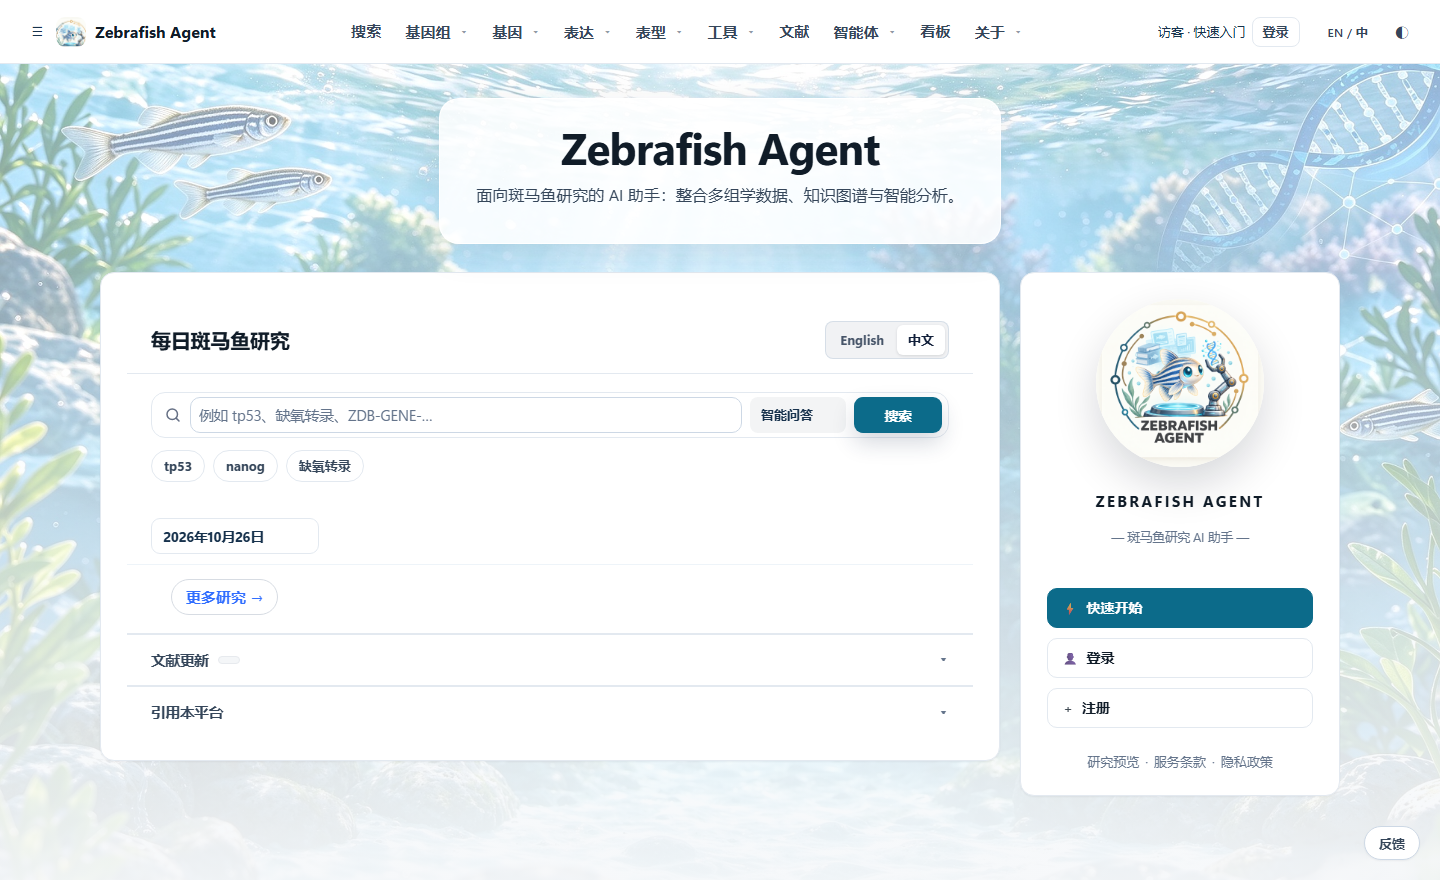 ☰ Zebrafish Agent 搜索 基因组 基因 表达 表型 工具 文献 智能体 看板 关于 访客 · 快速入门 登录 EN / 中
Zebrafish Agent
面向斑马鱼研究的 AI 助手：整合多组学数据、知识图谱与智能分析。
每日斑马鱼研究 English 中文
例如 tp53、缺氧转录、ZDB-GENE-... 智能问答 搜索
tp53 nanog 缺氧转录
2026年10月26日
更多研究 →
文献更新
引用本平台
ZEBRAFISH
AGENT
ZEBRAFISH AGENT
— 斑马鱼研究 AI 助手 —
快速开始
登录
+ 注册
研究预览 · 服务条款 · 隐私政策
反馈